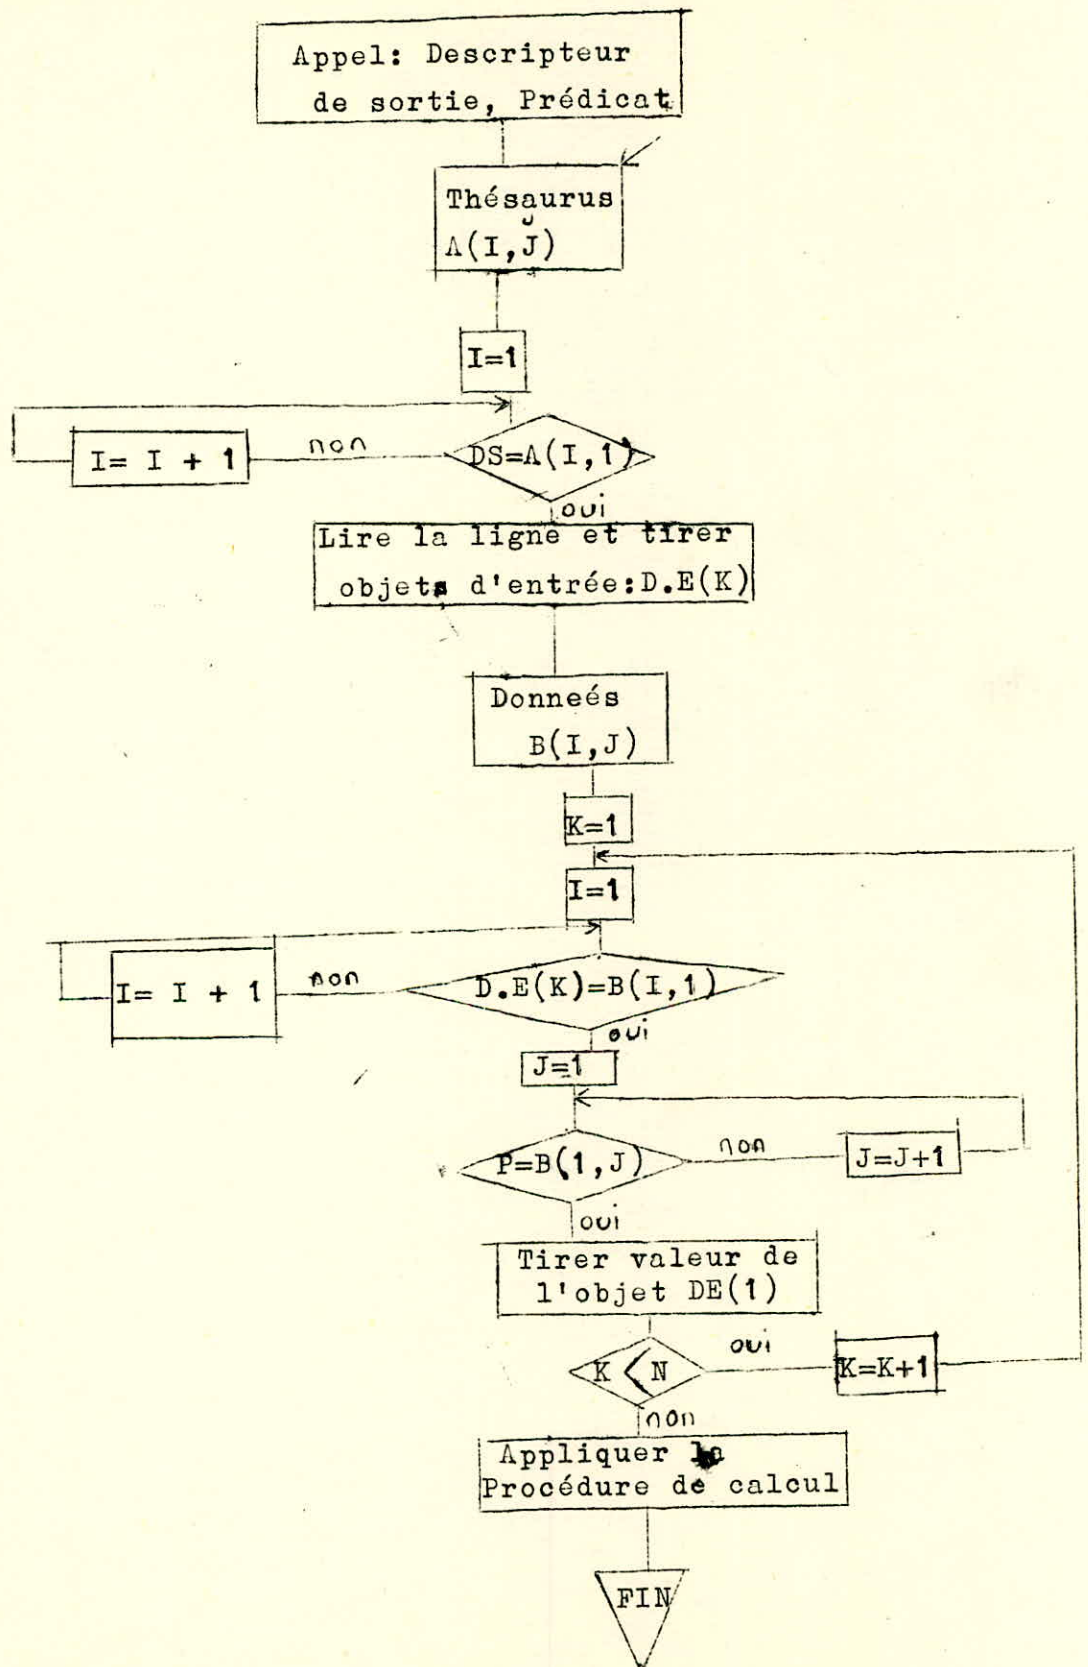 Appel: Descripteur
de sortie, Prédicat
Thésaurus
A(I,J)
I=1
I= I + 1
non
DS=A(I,1)
oui
Lire la ligne et tirer
objets d'entrée:D.E(K)
Donneés
B(I,J)
K=1
I=1
I= I + 1
non
D.E(K)=B(I,1)
oui
J=1
P=B(1,J)
non
J=J+1
oui
Tirer valeur de
l'objet DE(1)
K < N
oui
K=K+1
non
Appliquer la
Procédure de calcul
FIN